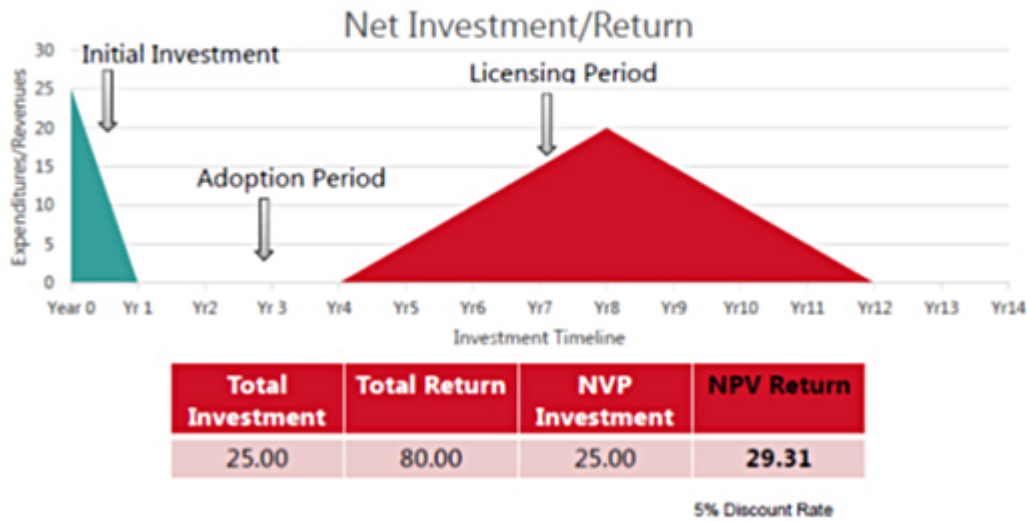 Net Investment/Return
Expenditures/Revenues
30
25
20
15
10
5
0
Initial Investment
Adoption Period
Licensing Period
Year 0 Yr 1 Yr2 Yr 3 Yr4 Yr5 Yr6 Yr7 Yr8 Yr9 Yr10 Yr11 Yr12 Yr13 Yr14
Investment Timeline
Total Investment Total Return NVP Investment NPV Return
25.00 80.00 25.00 29.31
5% Discount Rate